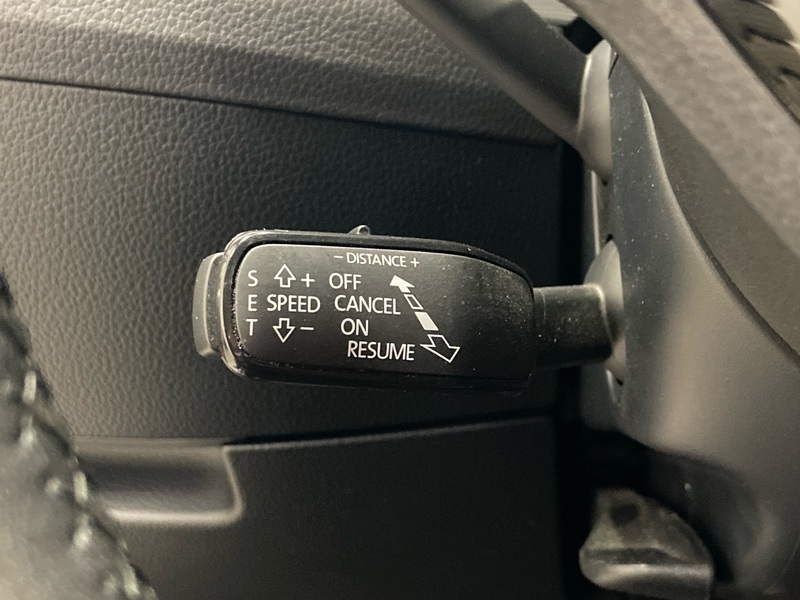 - DISTANCE +
S + OFF
E SPEED CANCEL
T - ON
RESUME